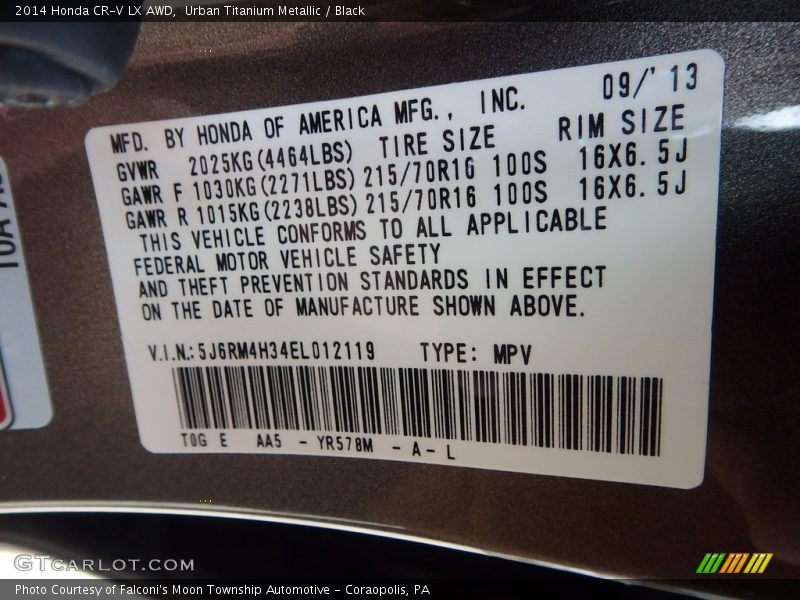 2014 Honda CR-V LX AWD,  Urban Titanium Metallic / Black
09/'13
MFD. BY HONDA OF AMERICA MFG., INC.
GVWR 2025KG(4464LBS) TIRE SIZE RIM SIZE
GAWR F 1030KG(2271LBS) 215/70R16 100S 16X6.5J
GAWR R 1015KG(2238LBS) 215/70R16 100S 16X6.5J
THIS VEHICLE CONFORMS TO ALL APPLICABLE
FEDERAL MOTOR VEHICLE SAFETY
AND THEFT PREVENTION STANDARDS IN EFFECT
ON THE DATE OF MANUFACTURE SHOWN ABOVE.
V.I.N.: 5J6RM4H34EL012119 TYPE: MPV
T0G E AA5 - YR578M - A - L
GTCARLOT.COM
Photo Courtesy of Falconi's Moon Township Automotive - Coraopolis, PA